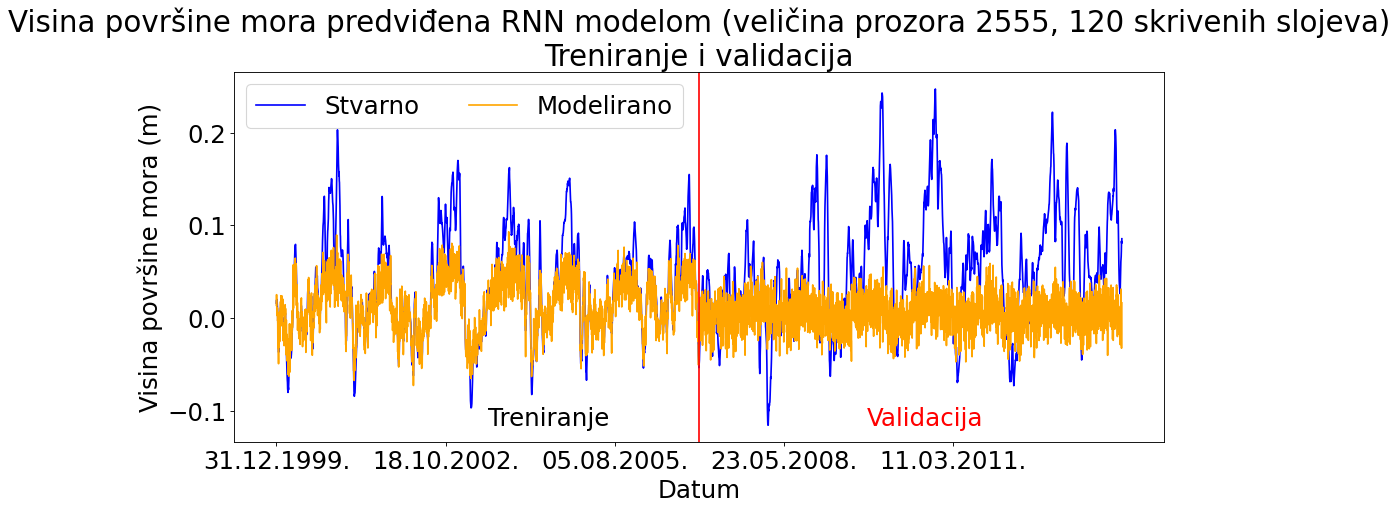 Visina površine mora predviđena RNN modelom (veličina prozora 2555, 120 skrivenih slojeva)
Treniranje i validacija
Stvarno
Modelirano
Visina površine mora (m)
0.2
0.1
0.0
−0.1
Treniranje
Validacija
31.12.1999.
18.10.2002.
05.08.2005.
23.05.2008.
11.03.2011.
Datum